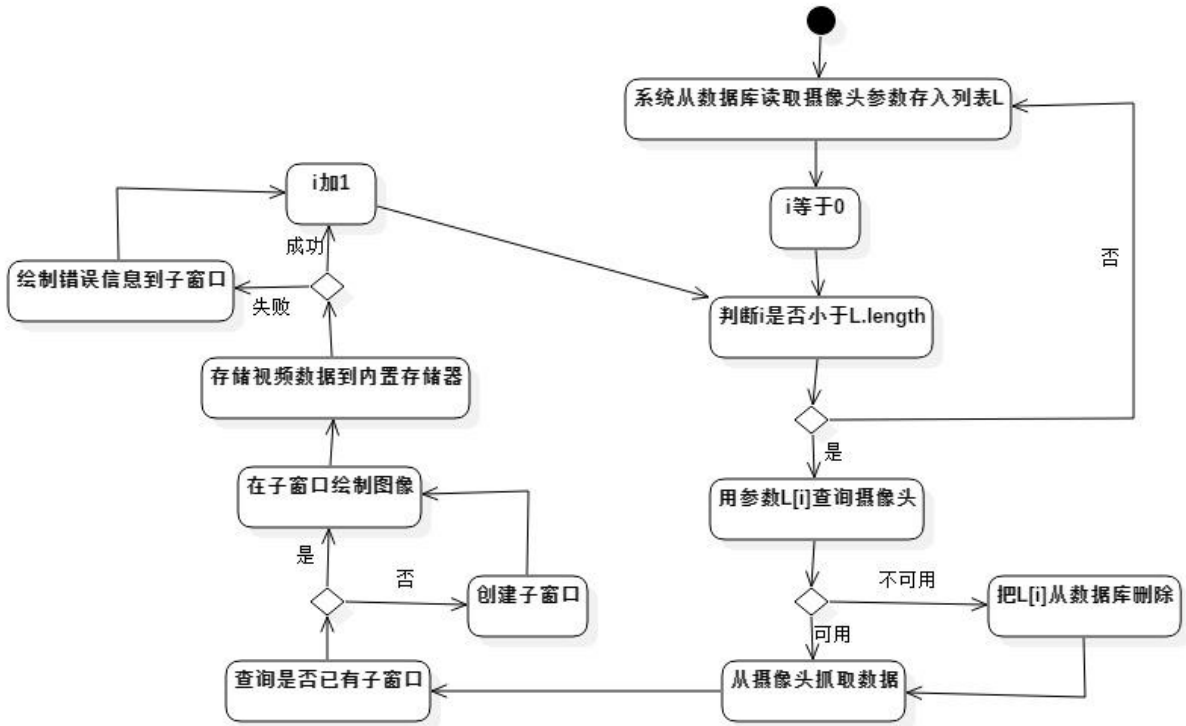 系统从数据库读取摄像头参数存入列表L
i等于0
判断i是否小于L.length
否
是
用参数L[i]查询摄像头
不可用
把L[i]从数据库删除
可用
从摄像头抓取数据
查询是否已有子窗口
否
创建子窗口
是
在子窗口绘制图像
存储视频数据到内置存储器
失败
绘制错误信息到子窗口
成功
i加1